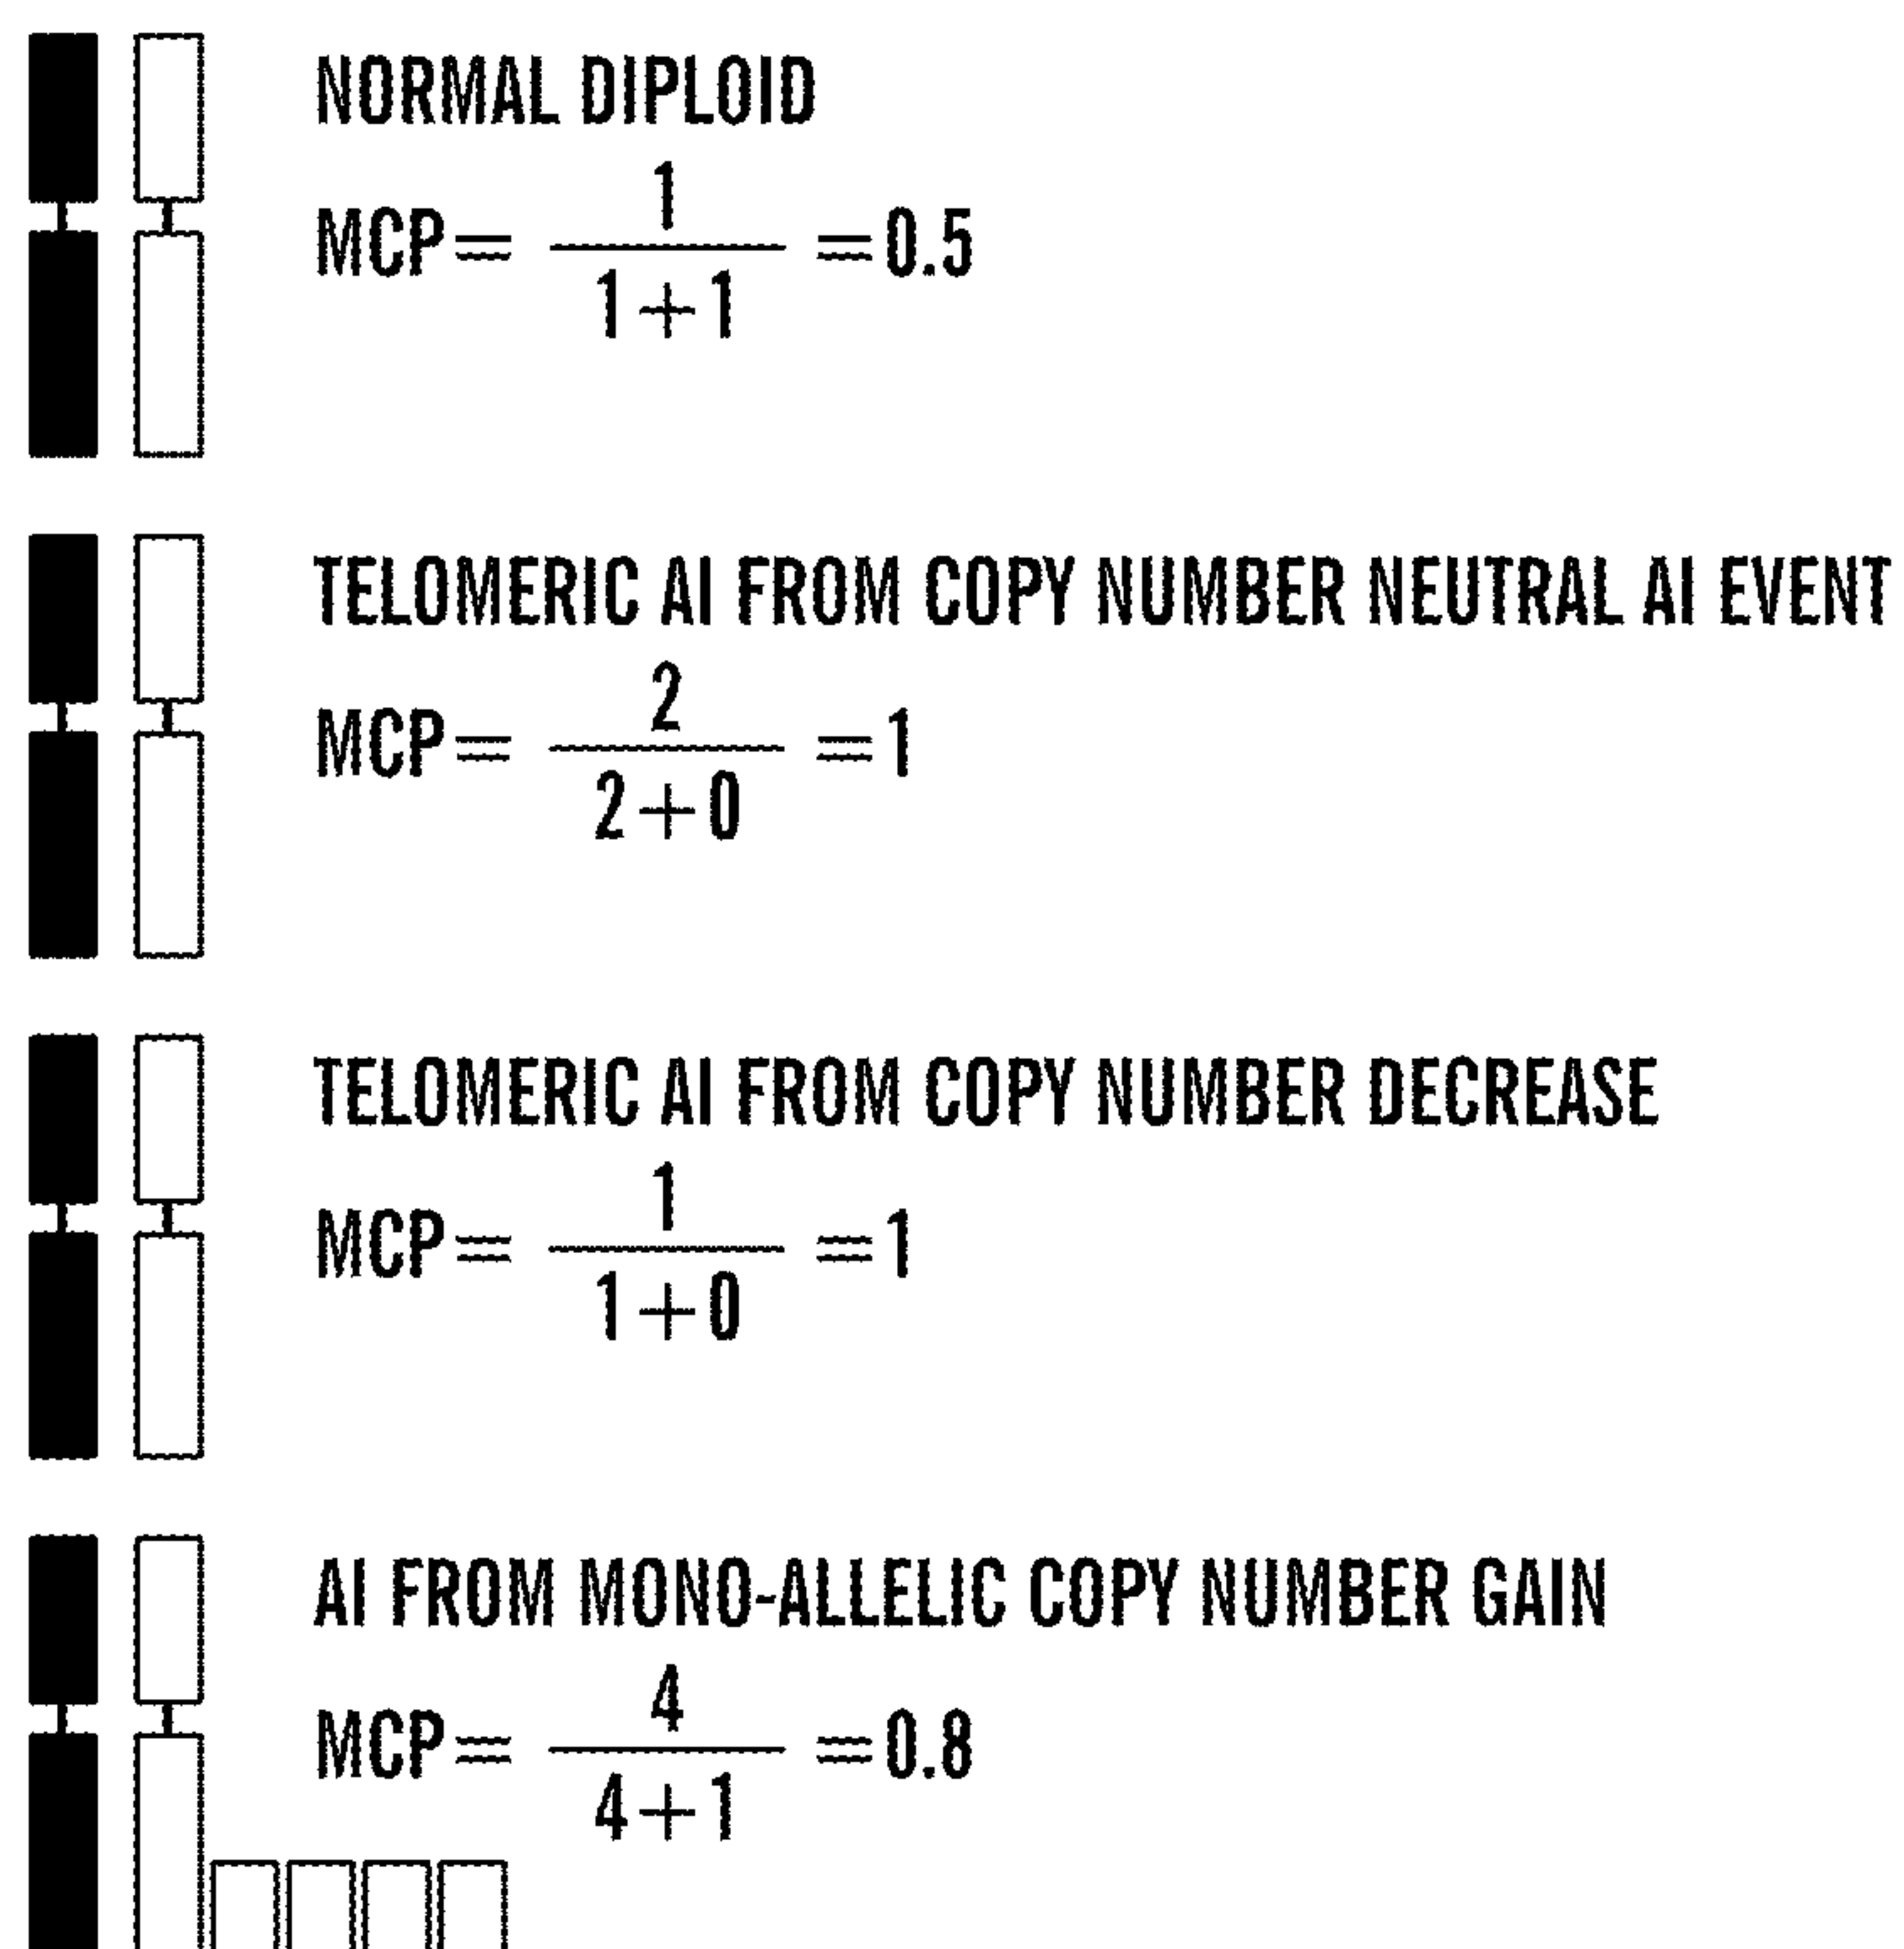 NORMAL DIPLOID
MCP= 1/1+1 =0.5
TELOMERIC AI FROM COPY NUMBER NEUTRAL AI EVENT
MCP= 2/2+0 =1
TELOMERIC AI FROM COPY NUMBER DECREASE
MCP= 1/1+0 =1
AI FROM MONO-ALLELIC COPY NUMBER GAIN
MCP= 4/4+1 =0.8